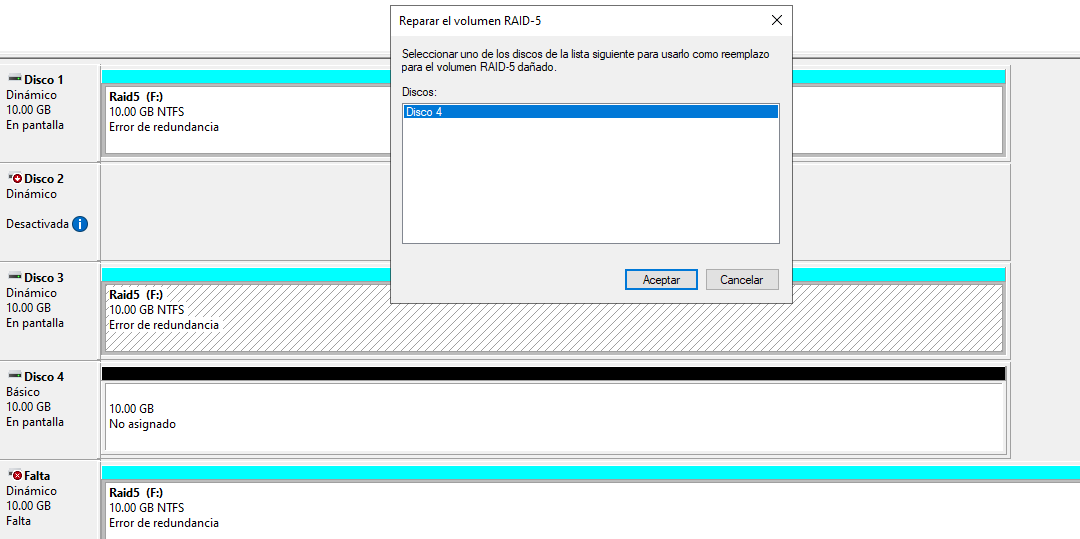 Reparar el volumen RAID-5
Seleccionar uno de los discos de la lista siguiente para usarlo como reemplazo
para el volumen RAID-5 dañado.
Discos:
Disco 4
Aceptar
Cancelar
Disco 1
Dinámico
10.00 GB
En pantalla
Raid5 (F:)
10.00 GB NTFS
Error de redundancia
Disco 2
Dinámico
Desactivada
Disco 3
Dinámico
10.00 GB
En pantalla
Raid5 (F:)
10.00 GB NTFS
Error de redundancia
Disco 4
Básico
10.00 GB
En pantalla
10.00 GB
No asignado
Falta
Dinámico
10.00 GB
Falta
Raid5 (F:)
10.00 GB NTFS
Error de redundancia